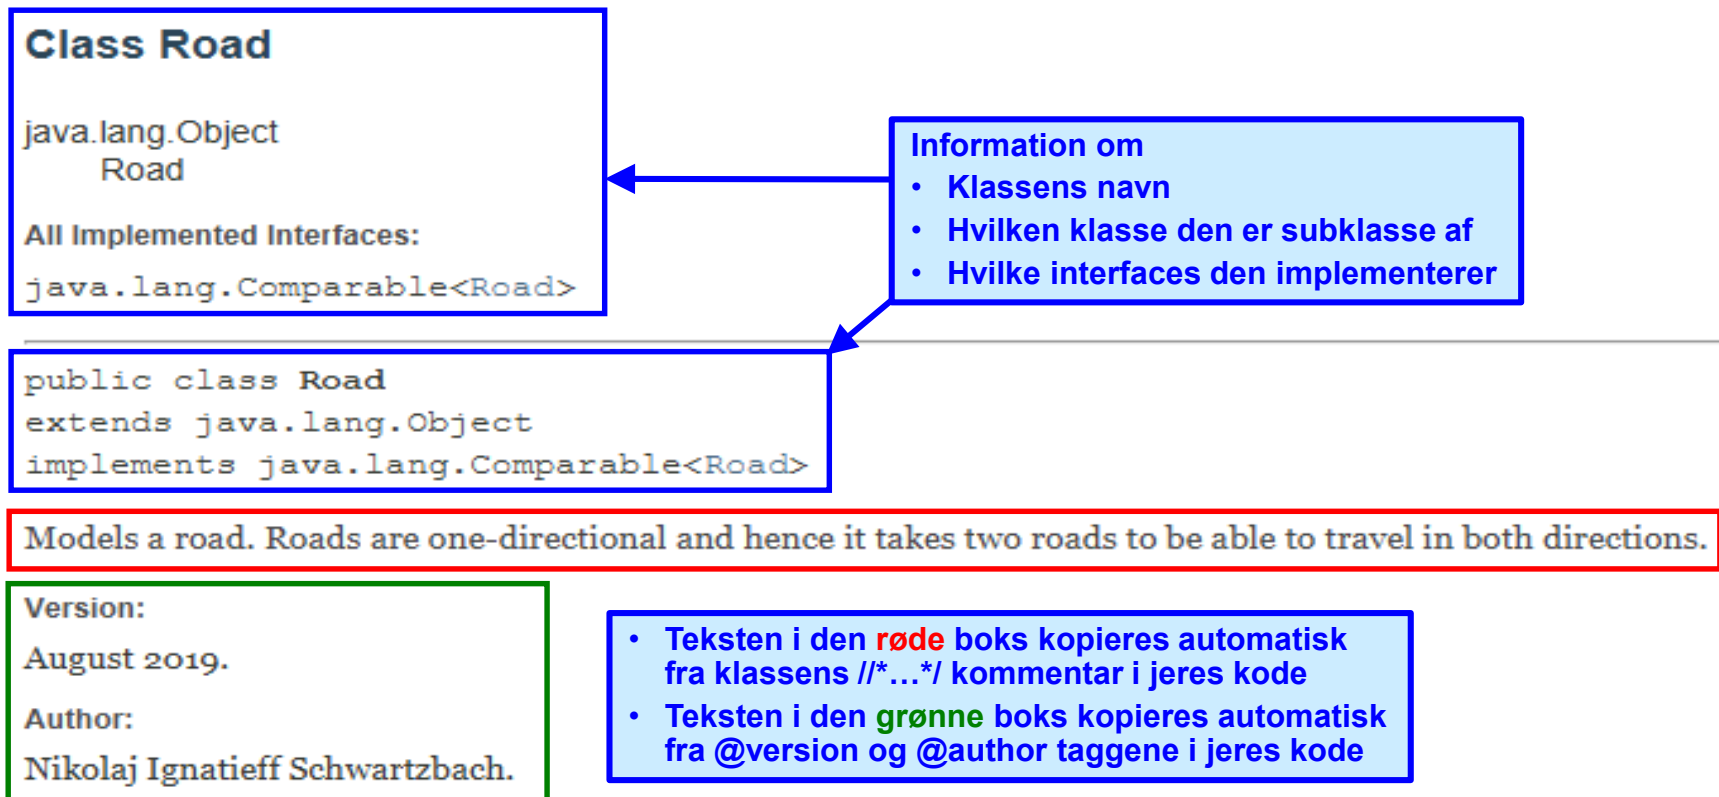 Class Road
java.lang.Object
Road
All Implemented Interfaces:
java.lang.Comparable<Road>
Information om
• Klassens navn
• Hvilken klasse den er subklasse af
• Hvilke interfaces den implementerer
public class Road
extends java.lang.Object
implements java.lang.Comparable<Road>
Models a road. Roads are one-directional and hence it takes two roads to be able to travel in both directions.
Version:
August 2019.
Author:
Nikolaj Ignatieff Schwartzbach.
• Teksten i den røde boks kopieres automatisk
fra klassens //*…*/ kommentar i jeres kode
• Teksten i den grønne boks kopieres automatisk
fra @version og @author taggene i jeres kode